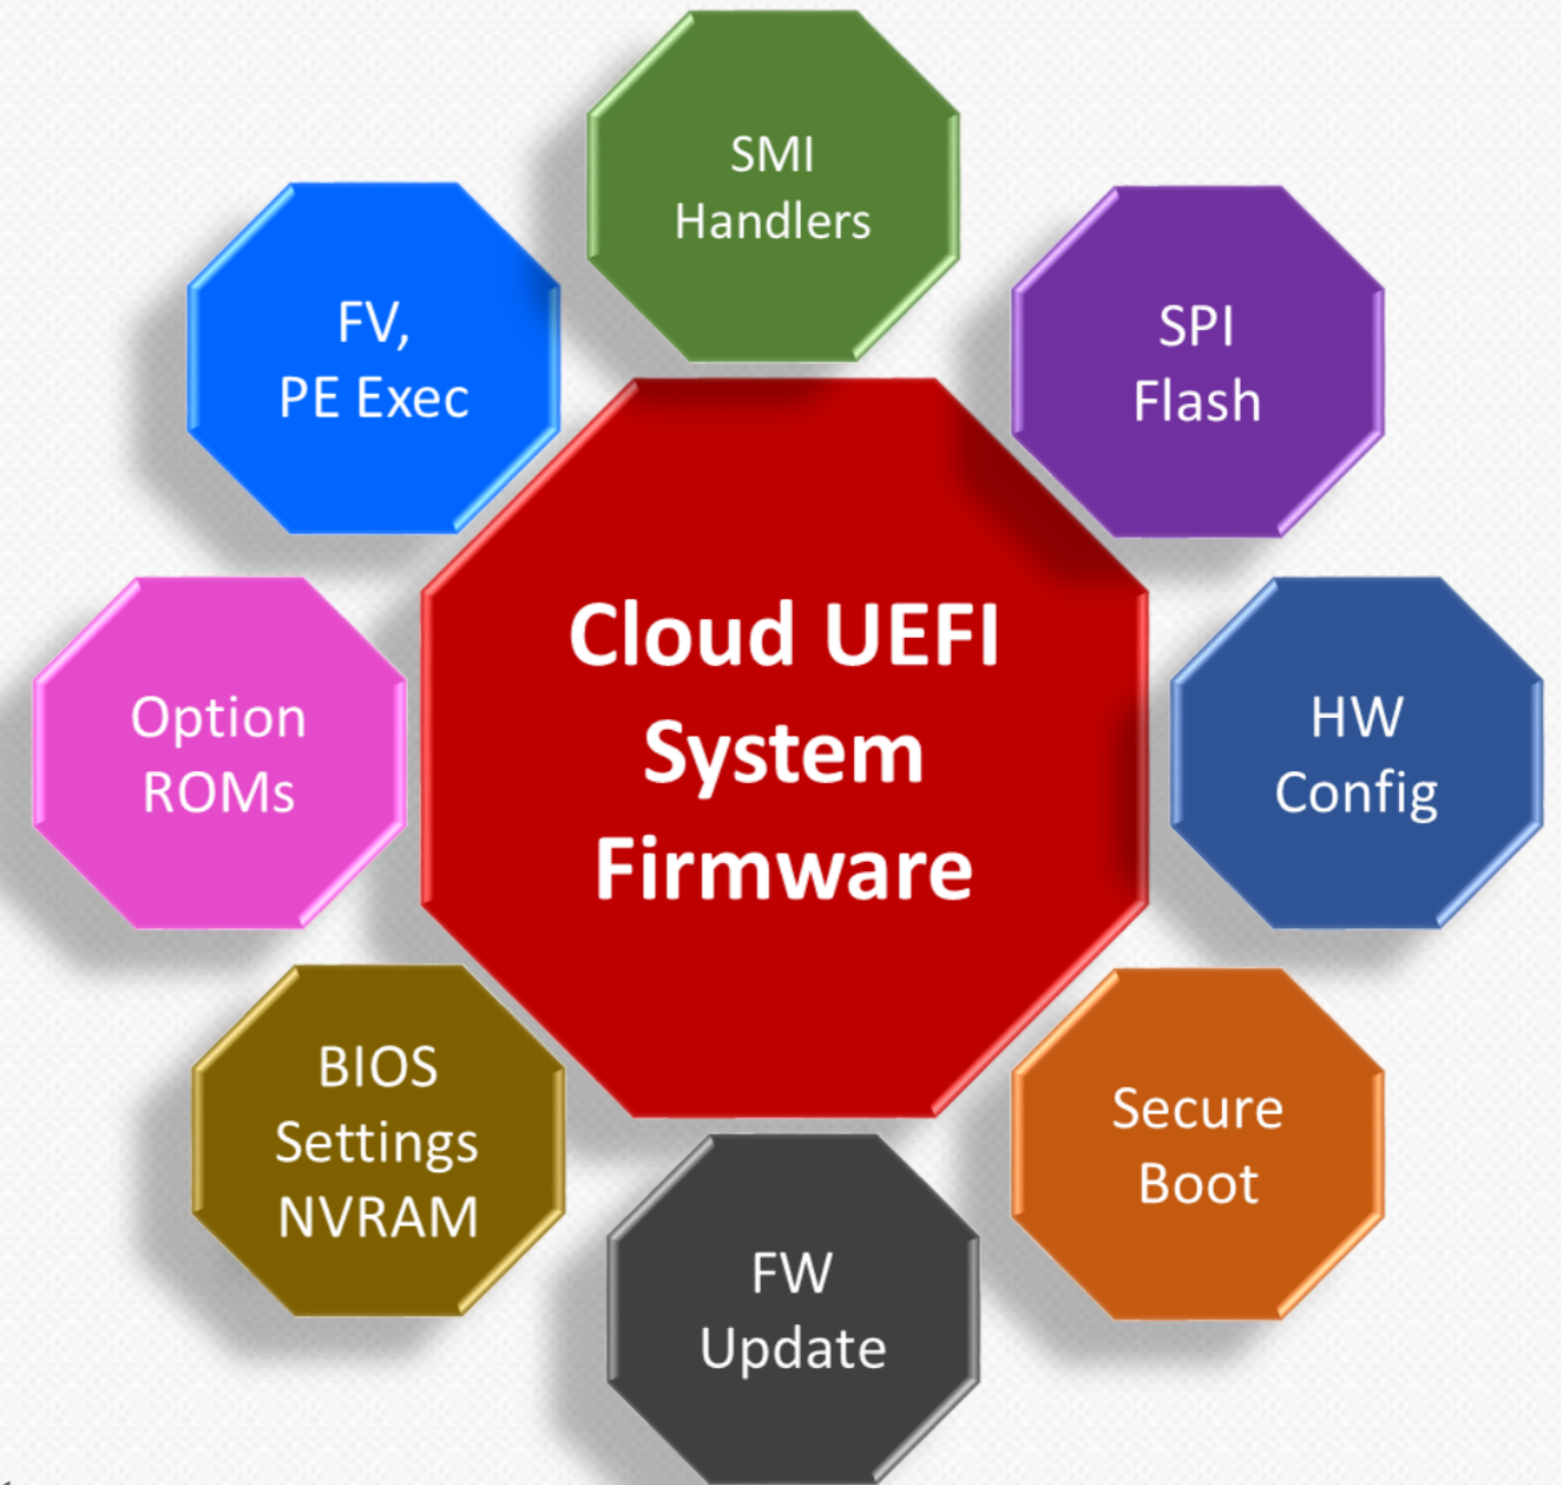 SMI
Handlers
FV,
PE Exec
SPI
Flash
Cloud UEFI
System
Firmware
Option
ROMs
HW
Config
BIOS
Settings
NVRAM
Secure
Boot
FW
Update